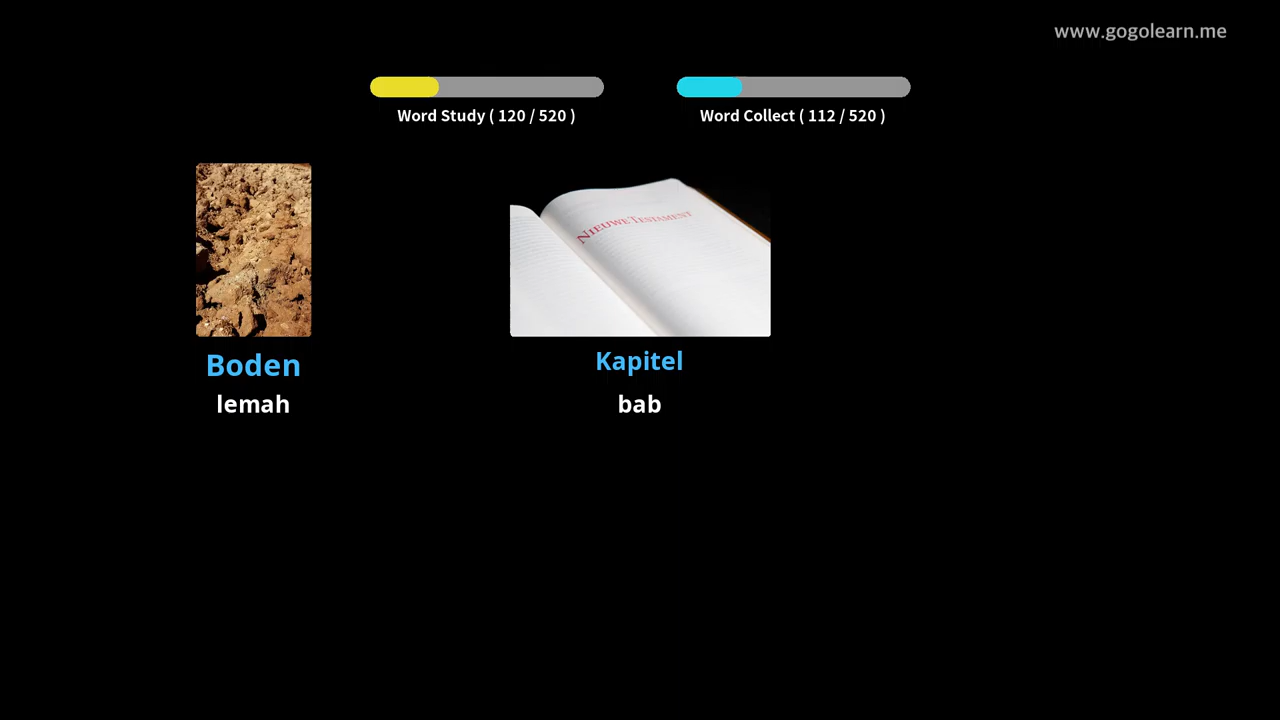 www.gogolearn.me
Word Study ( 120 / 520 )
Word Collect ( 112 / 520 )
NIEUWE TESTAMENT
Boden
Kapitel
lemah
bab